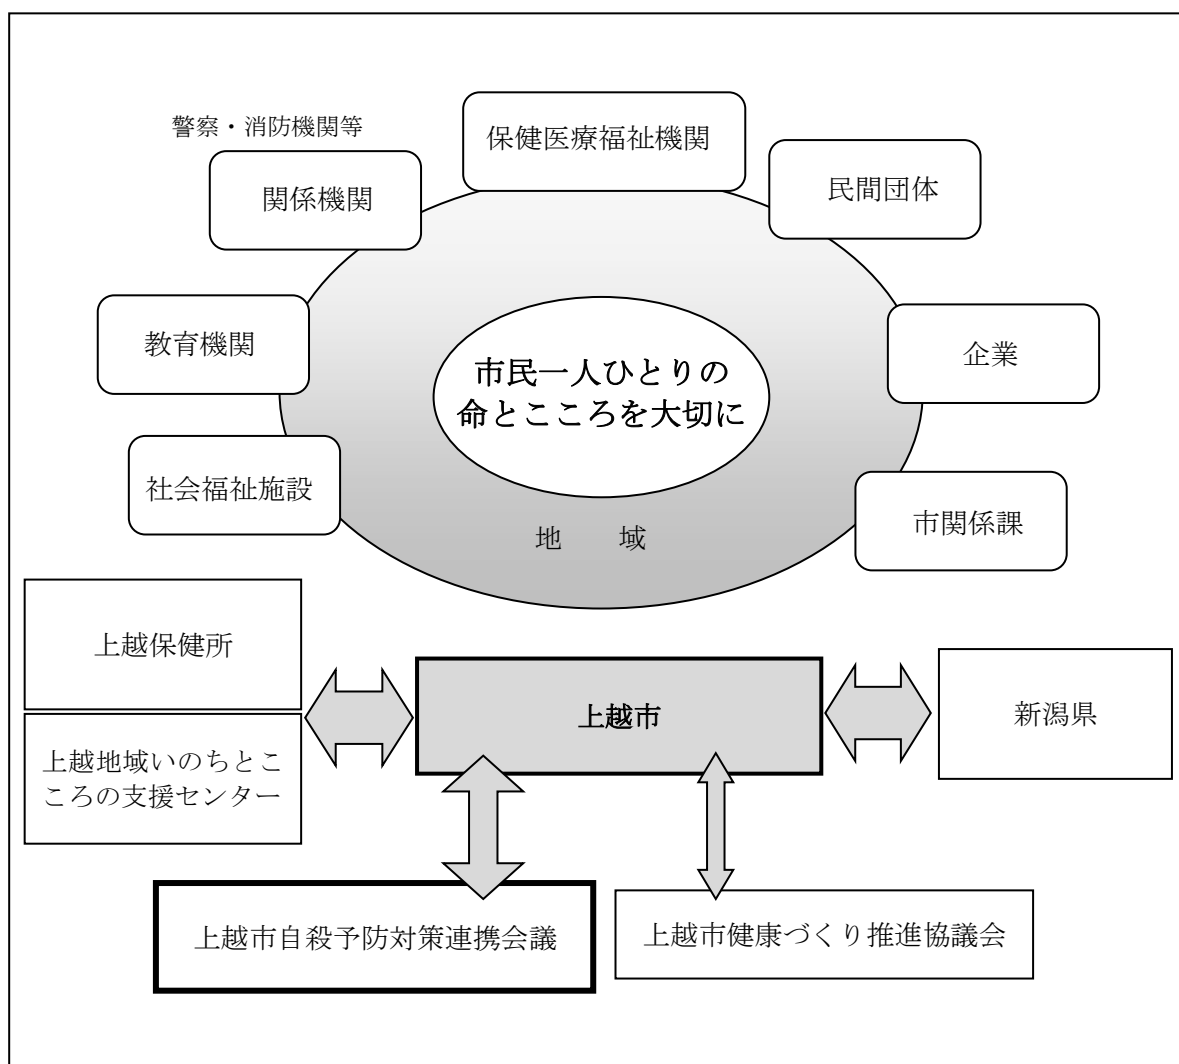 警察・消防機関等
保健医療福祉機関
関係機関
民間団体
教育機関
企業
市民一人ひとりの
命とこころを大切に
社会福祉施設
市関係課
地　　域
上越保健所
上越市
新潟県
上越地域いのちとこ
ころの支援センター
上越市自殺予防対策連携会議
上越市健康づくり推進協議会